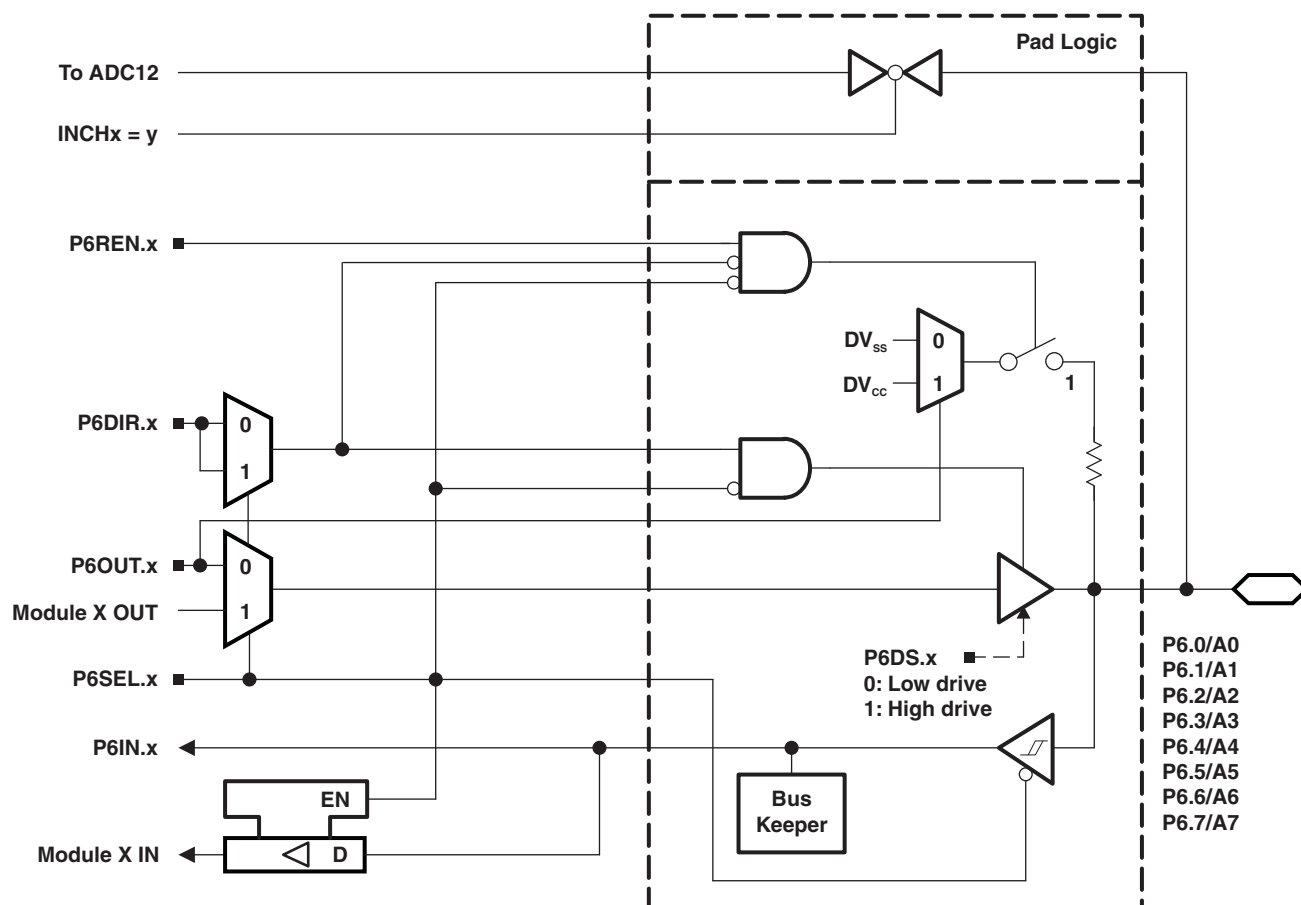 Pad Logic
To ADC12
INCHx = y
P6REN.x
DVss
0
DVcc
1
1
P6DIR.x
0
1
P6OUT.x
0
Module X OUT
1
P6SEL.x
P6DS.x
0: Low drive
1: High drive
P6.0/A0
P6.1/A1
P6.2/A2
P6.3/A3
P6.4/A4
P6.5/A5
P6.6/A6
P6.7/A7
P6IN.x
EN
Bus
Keeper
Module X IN
D